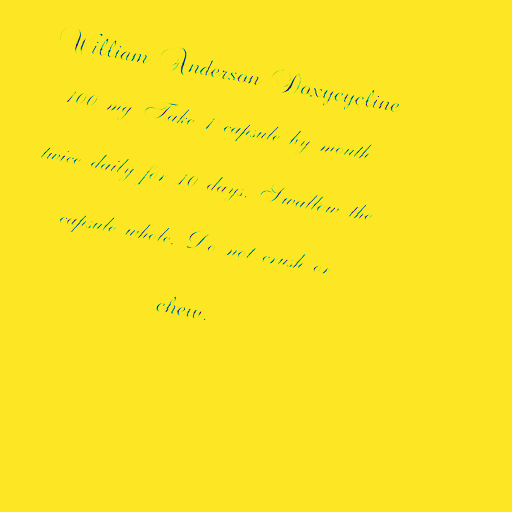 William Anderson Doxycycline
100 mg Take 1 capsule by mouth
twice daily for 10 days. Swallow the
capsule whole. Do not crush or
chew.